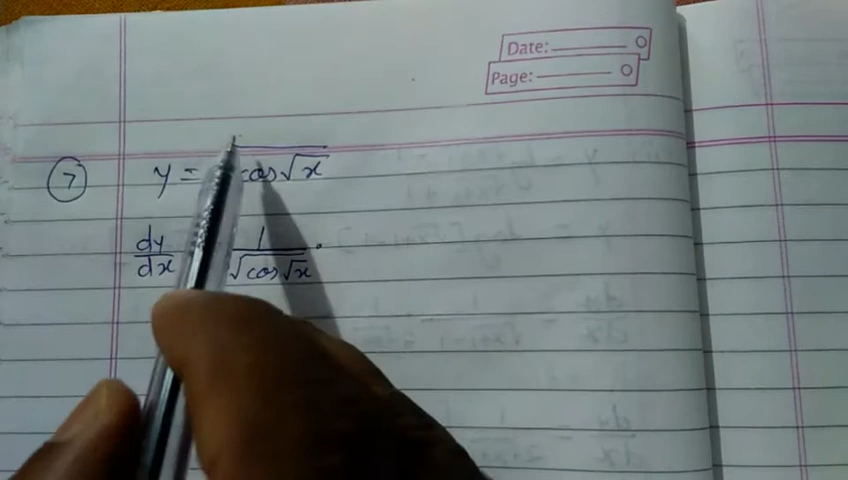 Date:
Page:
7 y = cos√x
dy/dx 1/√cos√x .